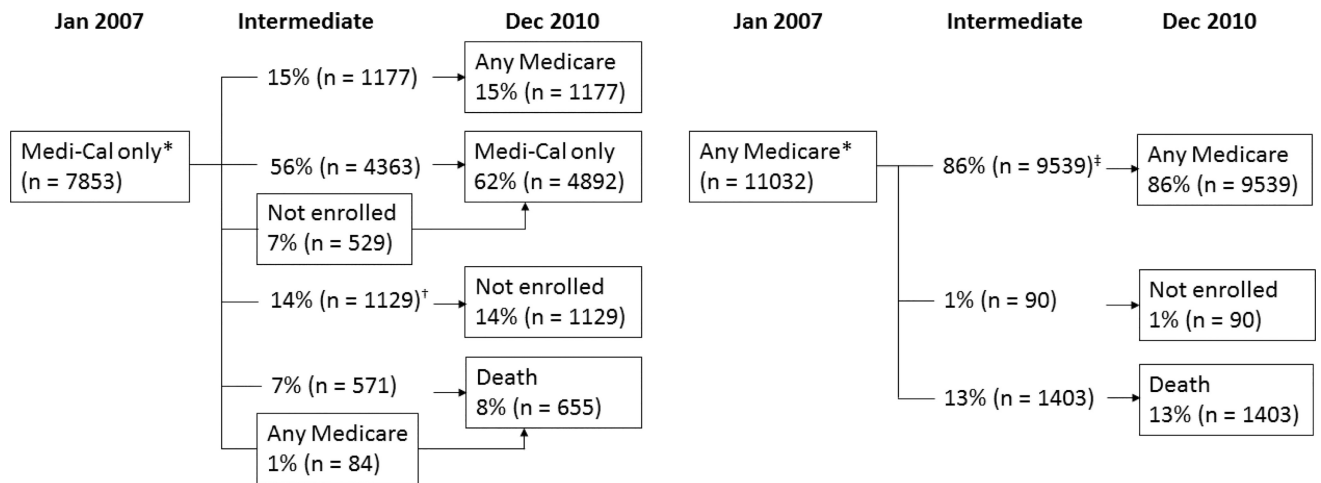 Jan 2007
Intermediate
Dec 2010
Medi-Cal only*
(n = 7853)
15% (n = 1177)
Any Medicare
15% (n = 1177)
56% (n = 4363)
Medi-Cal only
62% (n = 4892)
Not enrolled
7% (n = 529)
14% (n = 1129)†
Not enrolled
14% (n = 1129)
7% (n = 571)
Death
8% (n = 655)
Any Medicare
1% (n = 84)
Jan 2007
Intermediate
Dec 2010
Any Medicare*
(n = 11032)
86% (n = 9539)‡
Any Medicare
86% (n = 9539)
1% (n = 90)
Not enrolled
1% (n = 90)
13% (n = 1403)
Death
13% (n = 1403)